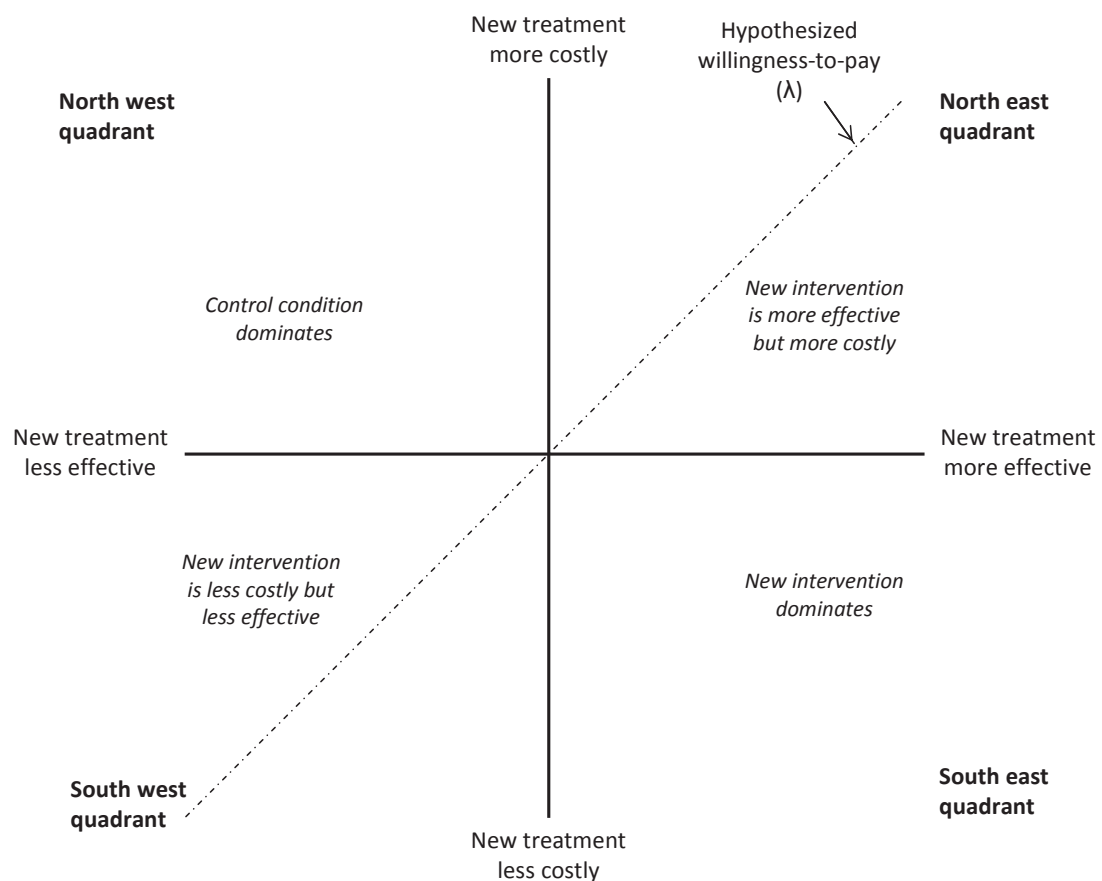 New treatment
more costly
Hypothesized
willingness-to-pay
(λ)
North west
quadrant
North east
quadrant
Control condition
dominates
New intervention
is more effective
but more costly
New treatment
less effective
New treatment
more effective
New intervention
is less costly but
less effective
New intervention
dominates
South west
quadrant
South east
quadrant
New treatment
less costly